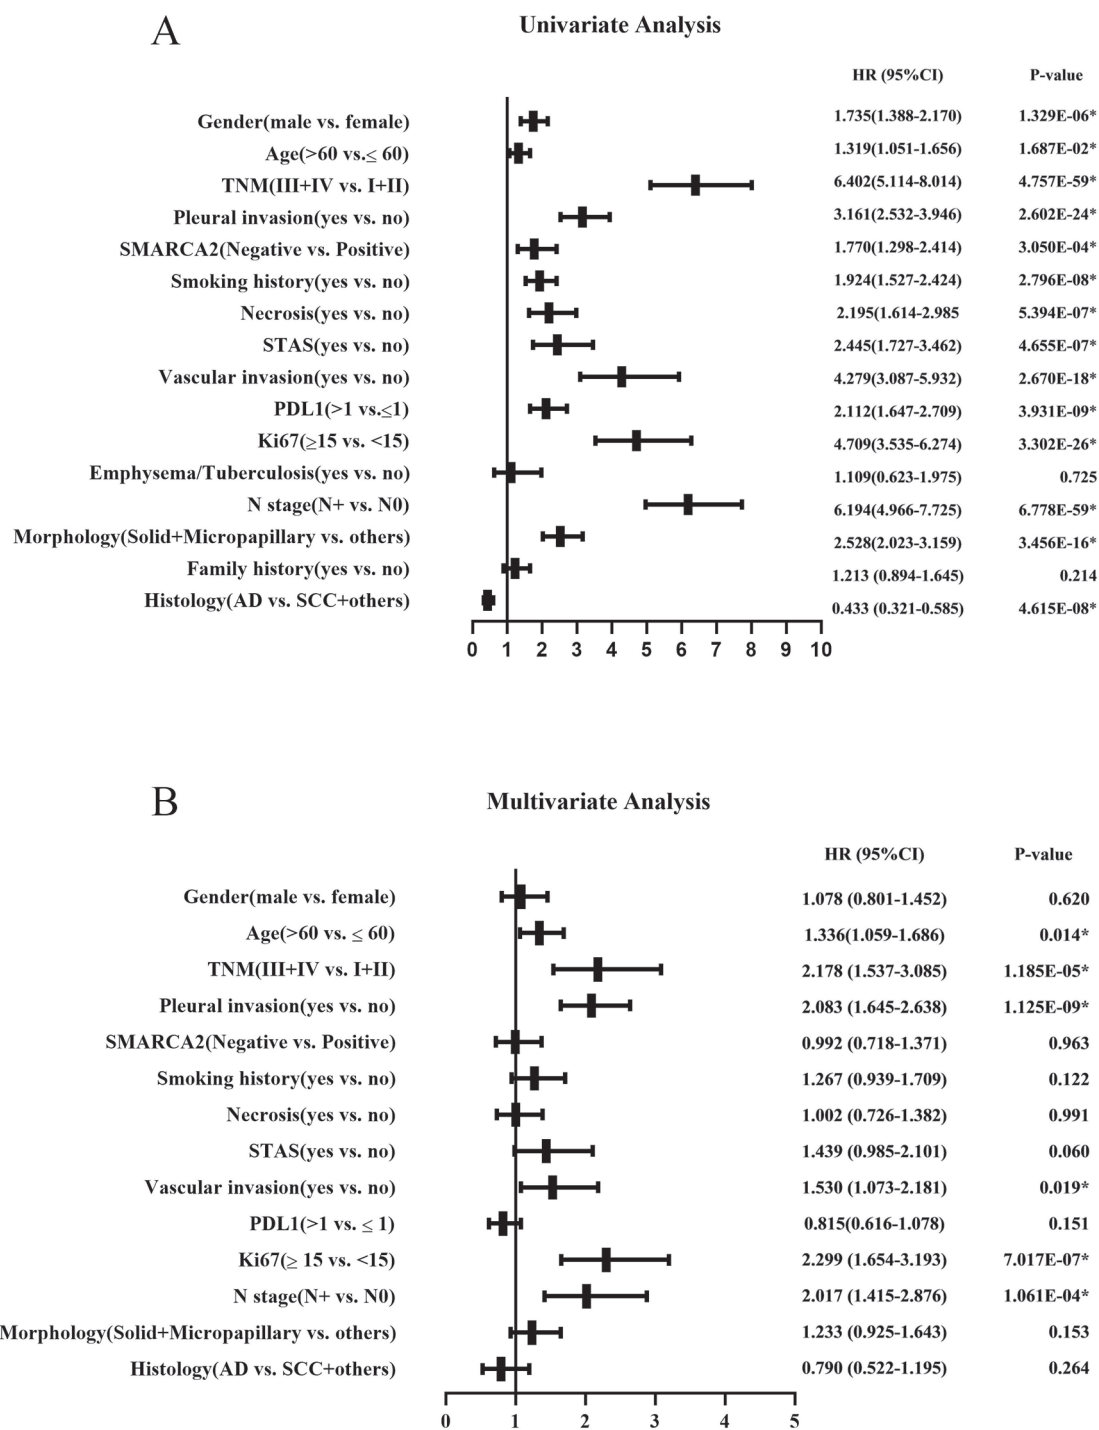 A
Univariate Analysis
HR (95%CI) P-value
Gender(male vs. female) 1.735(1.388-2.170) 1.329E-06*
Age(>60 vs.≤ 60) 1.319(1.051-1.656) 1.687E-02*
TNM(III+IV vs. I+II) 6.402(5.114-8.014) 4.757E-59*
Pleural invasion(yes vs. no) 3.161(2.532-3.946) 2.602E-24*
SMARCA2(Negative vs. Positive) 1.770(1.298-2.414) 3.050E-04*
Smoking history(yes vs. no) 1.924(1.527-2.424) 2.796E-08*
Necrosis(yes vs. no) 2.195(1.614-2.985 5.394E-07*
STAS(yes vs. no) 2.445(1.727-3.462) 4.655E-07*
Vascular invasion(yes vs. no) 4.279(3.087-5.932) 2.670E-18*
PDL1(>1 vs.≤1) 2.112(1.647-2.709) 3.931E-09*
Ki67(≥15 vs. <15) 4.709(3.535-6.274) 3.302E-26*
Emphysema/Tuberculosis(yes vs. no) 1.109(0.623-1.975) 0.725
N stage(N+ vs. N0) 6.194(4.966-7.725) 6.778E-59*
Morphology(Solid+Micropapillary vs. others) 2.528(2.023-3.159) 3.456E-16*
Family history(yes vs. no) 1.213 (0.894-1.645) 0.214
Histology(AD vs. SCC+others) 0.433 (0.321-0.585) 4.615E-08*
0 1 2 3 4 5 6 7 8 9 10
B
Multivariate Analysis
HR (95%CI) P-value
Gender(male vs. female) 1.078 (0.801-1.452) 0.620
Age(>60 vs. ≤ 60) 1.336(1.059-1.686) 0.014*
TNM(III+IV vs. I+II) 2.178 (1.537-3.085) 1.185E-05*
Pleural invasion(yes vs. no) 2.083 (1.645-2.638) 1.125E-09*
SMARCA2(Negative vs. Positive) 0.992 (0.718-1.371) 0.963
Smoking history(yes vs. no) 1.267 (0.939-1.709) 0.122
Necrosis(yes vs. no) 1.002 (0.726-1.382) 0.991
STAS(yes vs. no) 1.439 (0.985-2.101) 0.060
Vascular invasion(yes vs. no) 1.530 (1.073-2.181) 0.019*
PDL1(>1 vs. ≤ 1) 0.815(0.616-1.078) 0.151
Ki67(≥ 15 vs. <15) 2.299 (1.654-3.193) 7.017E-07*
N stage(N+ vs. N0) 2.017 (1.415-2.876) 1.061E-04*
Morphology(Solid+Micropapillary vs. others) 1.233 (0.925-1.643) 0.153
Histology(AD vs. SCC+others) 0.790 (0.522-1.195) 0.264
0 1 2 3 4 5